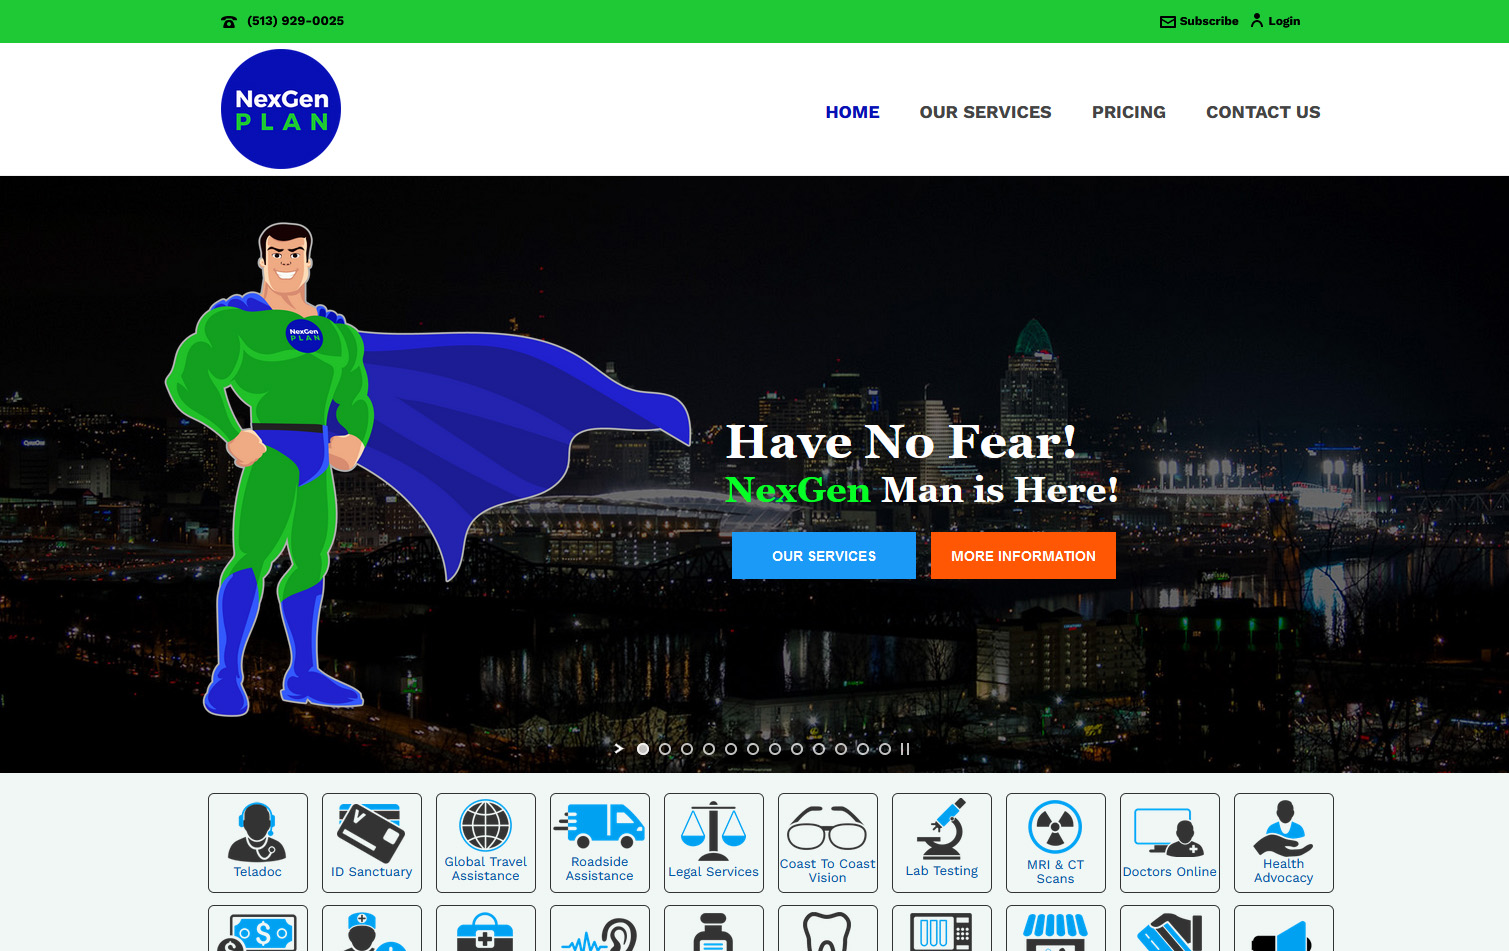 (513) 929-0025
Subscribe
Login
NexGen
PLAN
HOME
OUR SERVICES
PRICING
CONTACT US
NexGen
PLAN
Have No Fear!
NexGen Man is Here!
OUR SERVICES
MORE INFORMATION
Teladoc
ID Sanctuary
Global Travel
Assistance
Roadside
Assistance
Legal Services
Coast To Coast
Vision
Lab Testing
MRI & CT
Scans
Doctors Online
Health
Advocacy